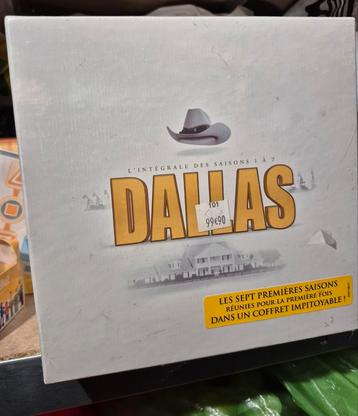 L'INTÉGRALE DES SAISONS 1 À 7
DALLAS
101
99€90
LES SEPT PREMIÈRES SAISONS
RÉUNIES POUR LA PREMIÈRE FOIS
DANS UN COFFRET IMPITOYABLE !